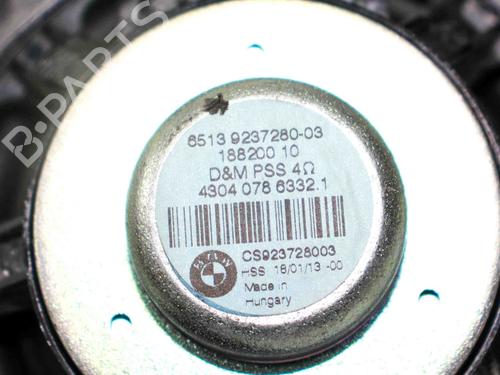 B-PARTS
6513 9237280-03
188200 10
D&M PSS 4Ω
4304 078 6332.1
CS923728003
BMW
HSS 18/01/13 -00
Made in
Hungary